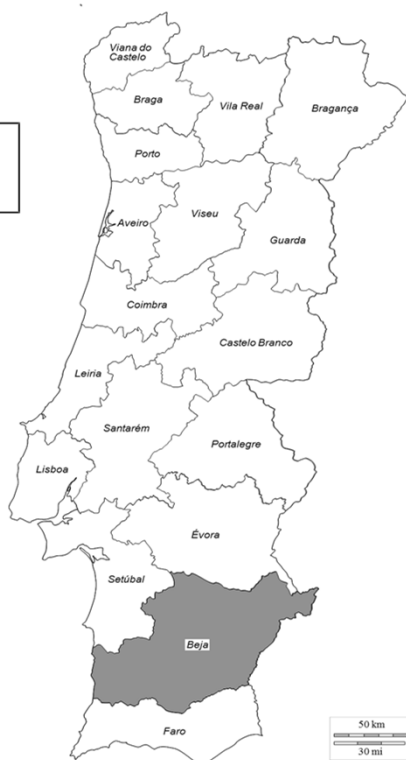 Viana do
Castelo
Braga
Vila Real
Bragança
Porto
Aveiro
Viseu
Guarda
Coimbra
Castelo Branco
Leiria
Santarém
Portalegre
Lisboa
Évora
Setúbal
Beja
Faro
50 km
30 mi